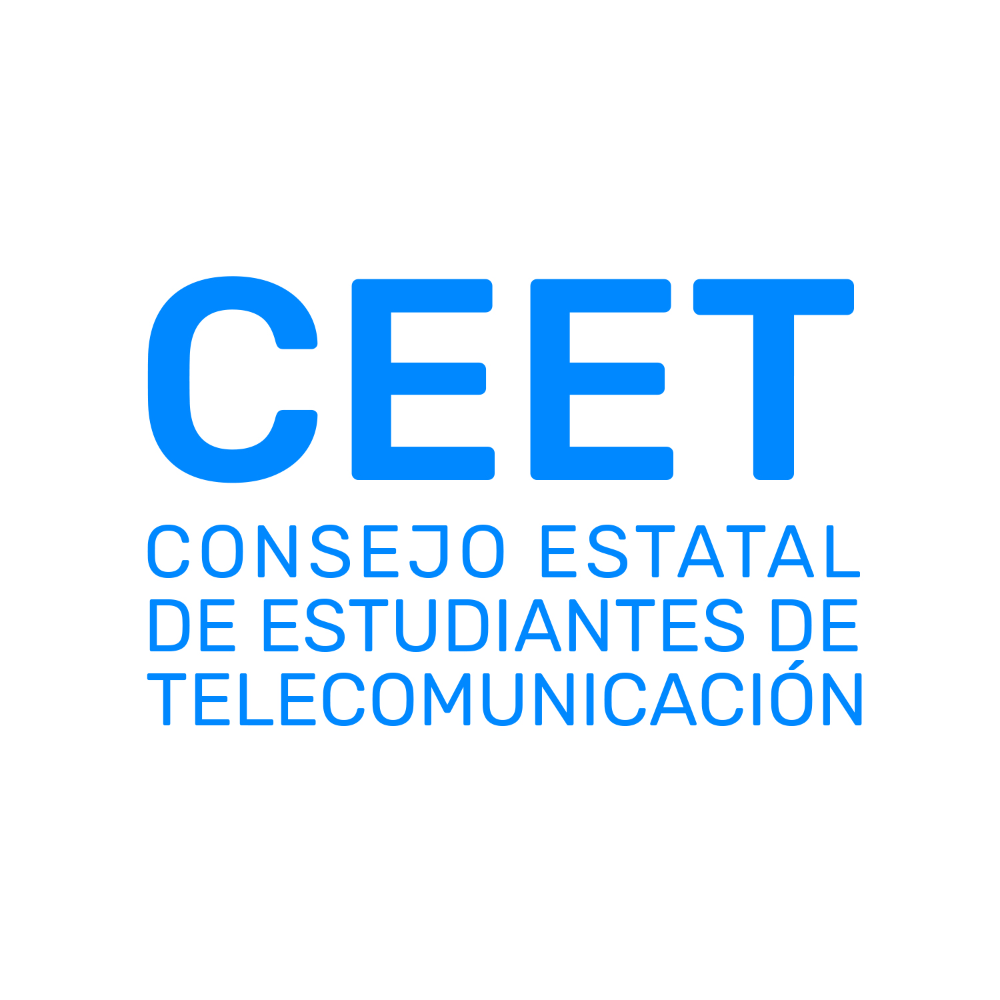 CEET
CONSEJO ESTATAL
DE ESTUDIANTES DE
TELECOMUNICACIÓN